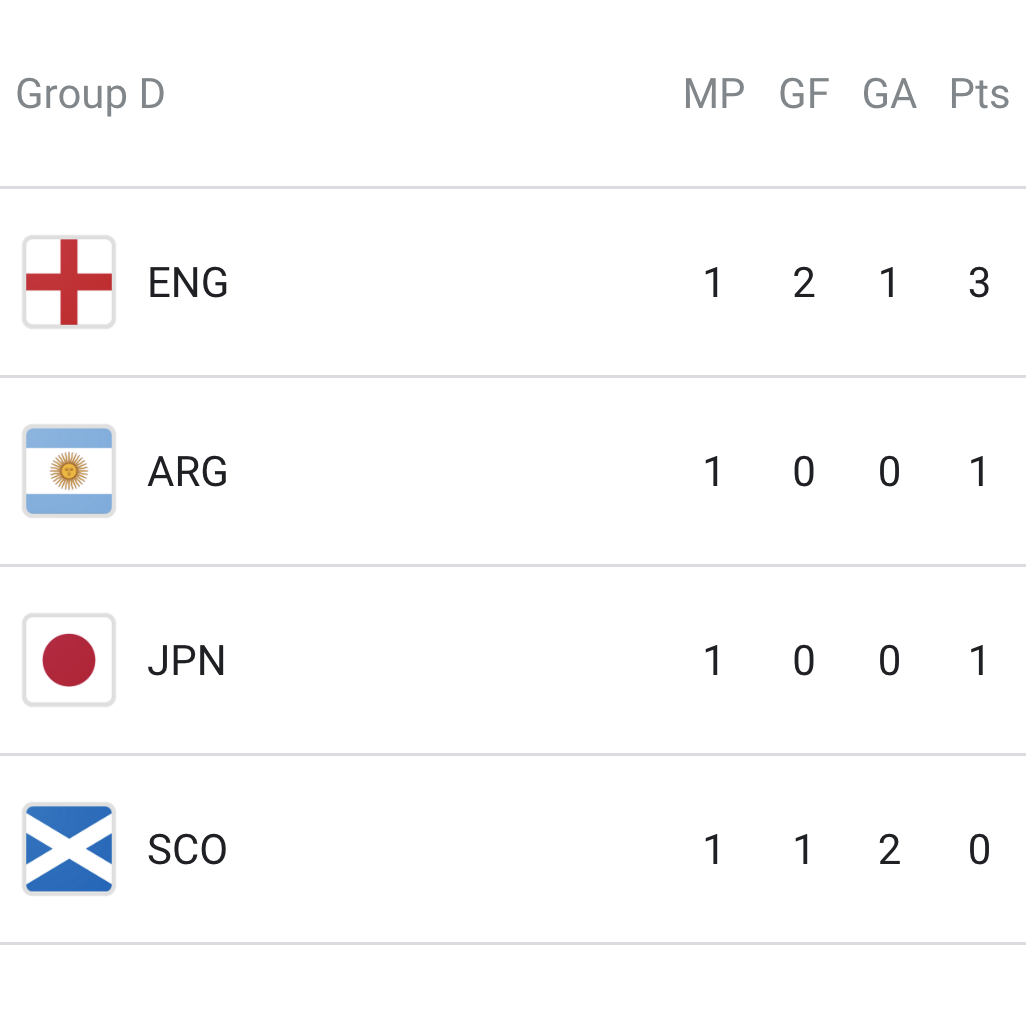 Group D MP GF GA Pts
ENG 1 2 1 3
ARG 1 0 0 1
JPN 1 0 0 1
SCO 1 1 2 0